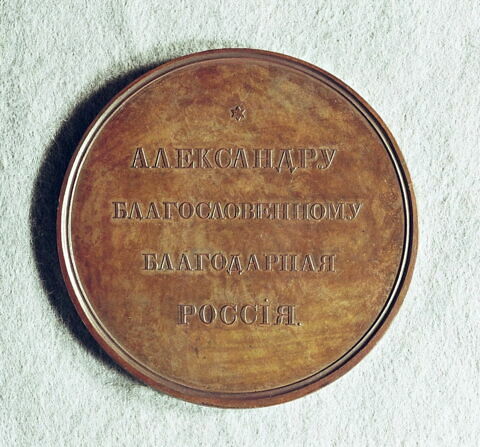 АЛЕКСАНДРУ
БЛАГОСЛОВЕННОМУ
БЛАГОДАРНАЯ
РОССІЯ.